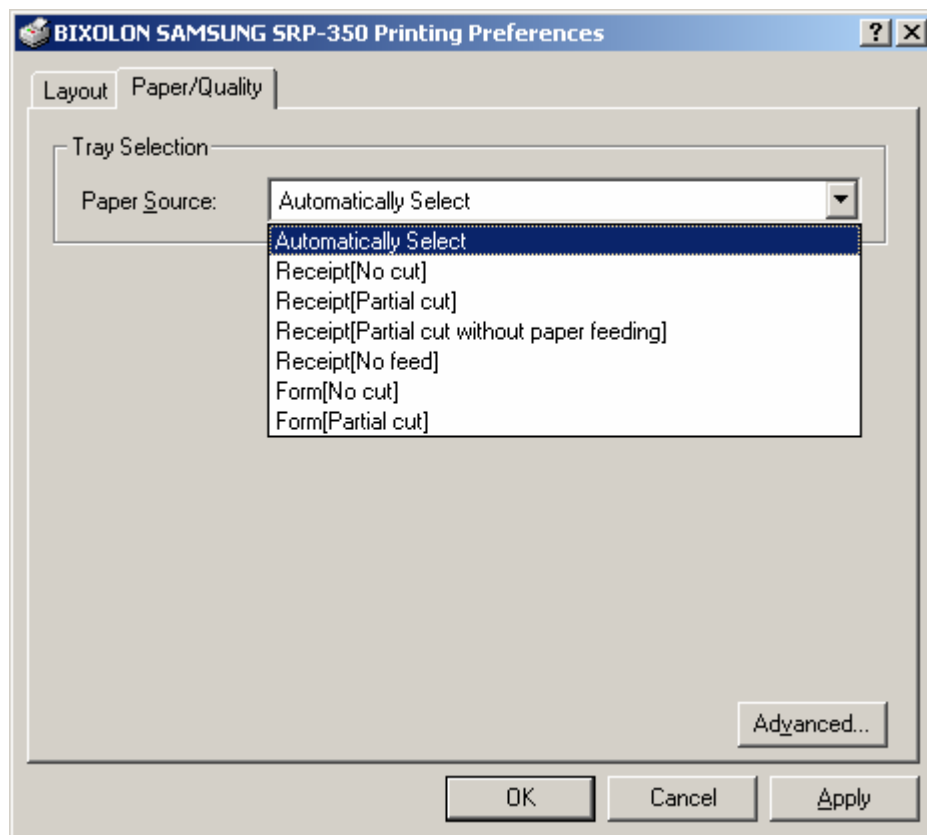 BIXOLON SAMSUNG SRP-350 Printing Preferences
Layout Paper/Quality
Tray Selection
Paper Source: Automatically Select
Automatically Select
Receipt[No cut]
Receipt[Partial cut]
Receipt[Partial cut without paper feeding]
Receipt[No feed]
Form[No cut]
Form[Partial cut]
Advanced...
OK Cancel Apply